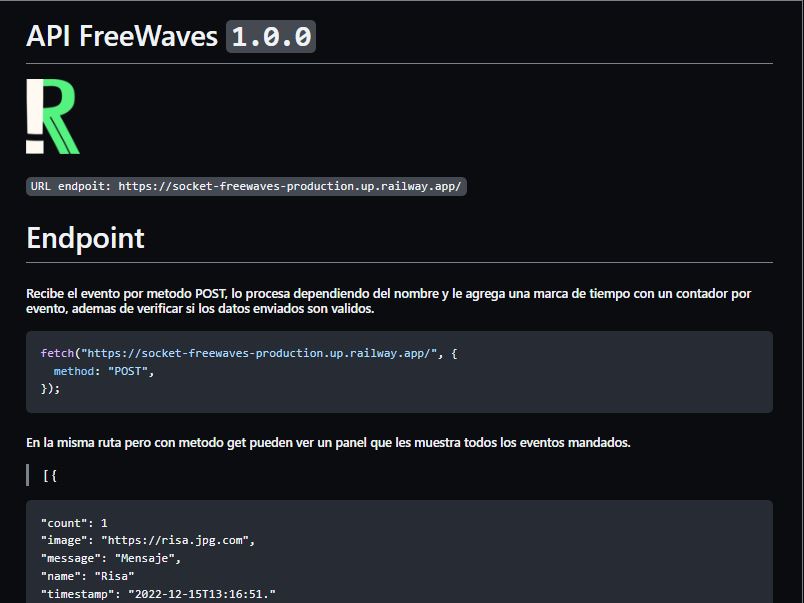 API FreeWaves 1.0.0
!R
URL endpoit: https://socket-freewaves-production.up.railway.app/
Endpoint
Recibe el evento por metodo POST, lo procesa dependiendo del nombre y le agrega una marca de tiempo con un contador por
evento, ademas de verificar si los datos enviados son validos.
fetch("https://socket-freewaves-production.up.railway.app/", {
  method: "POST",
});
En la misma ruta pero con metodo get pueden ver un panel que les muestra todos los eventos mandados.
[{
"count": 1
"image": "https://risa.jpg.com",
"message": "Mensaje",
"name": "Risa"
"timestamp": "2022-12-15T13:16:51."